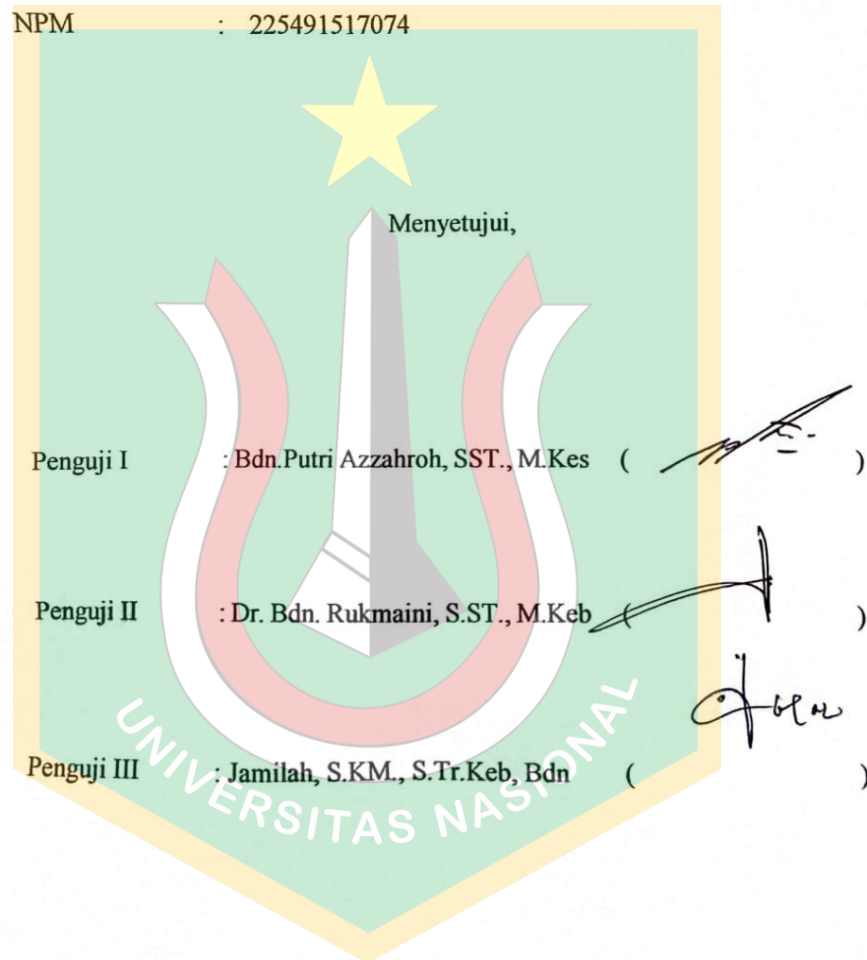 NPM : 225491517074
Menyetujui,
Penguji I : Bdn.Putri Azzahroh, SST., M.Kes ( )
Penguji II : Dr. Bdn. Rukmaini, S.ST., M.Keb ( )
Penguji III : Jamilah, S.KM., S.Tr.Keb, Bdn ( )
UNIVERSITAS NASIONAL